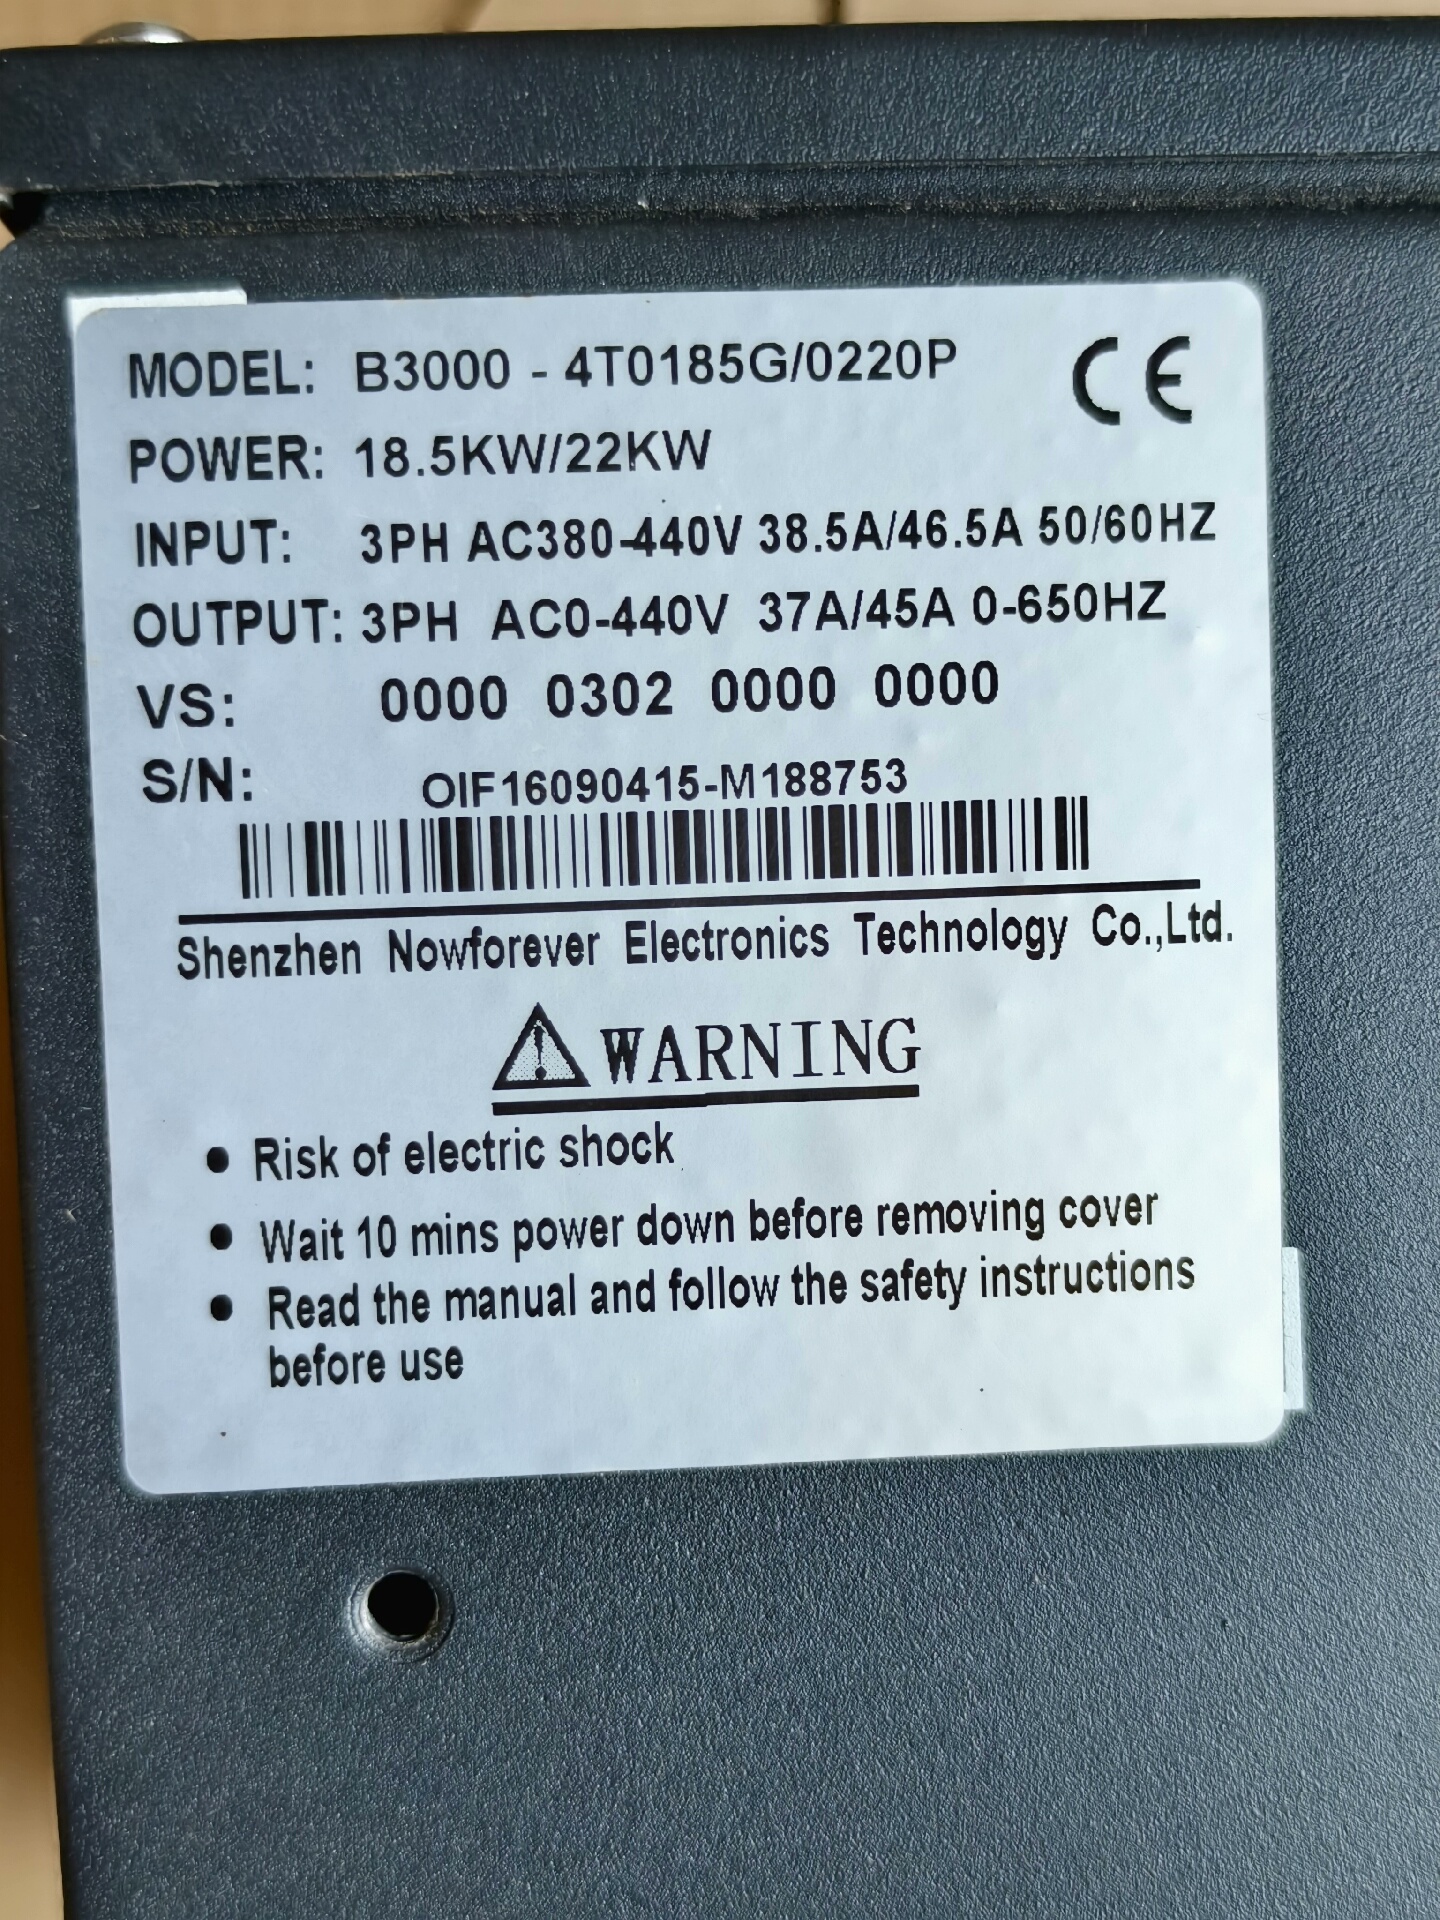 MODEL: B3000 - 4T0185G/0220P
CE
POWER: 18.5KW/22KW
INPUT: 3PH AC380-440V 38.5A/46.5A 50/60HZ
OUTPUT: 3PH AC0-440V 37A/45A 0-650HZ
VS: 0000 0302 0000 0000
S/N: OIF16090415-M188753
Shenzhen Nowforever Electronics Technology Co.,Ltd.
WARNING
• Risk of electric shock
• Wait 10 mins power down before removing cover
• Read the manual and follow the safety instructions
before use